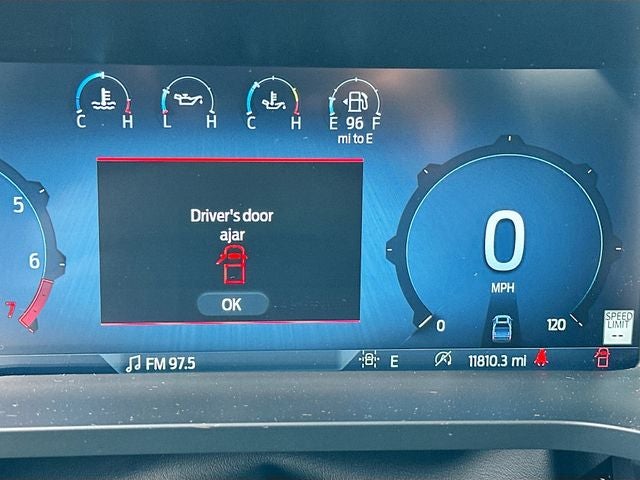 C H
L H
C H
E 96 F
mi to E
5
6
7
Driver's door
ajar
OK
0
MPH
0
120
SPEED
LIMIT
--
FM 97.5
E
11810.3 mi